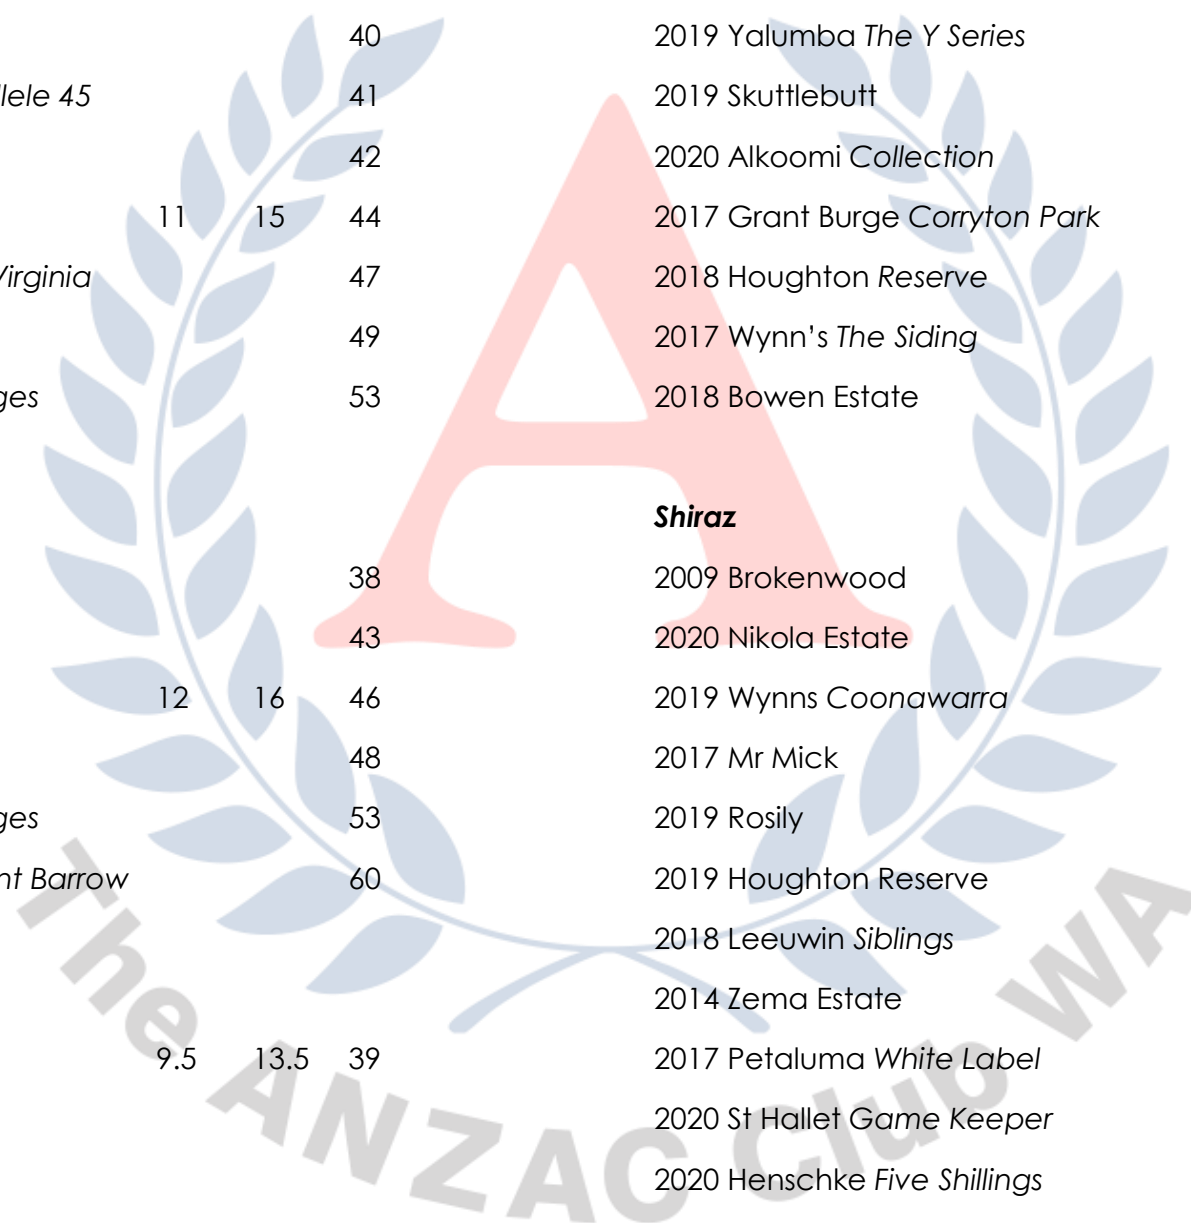 40
llele 45 41
42
11 15 44
Virginia 47
49
ges 53
38
43
12 16 46
48
ges 53
nt Barrow 60
9.5 13.5 39
2019 Yalumba The Y Series
2019 Skuttlebutt
2020 Alkoomi Collection
2017 Grant Burge Corryton Park
2018 Houghton Reserve
2017 Wynn's The Siding
2018 Bowen Estate
Shiraz
2009 Brokenwood
2020 Nikola Estate
2019 Wynns Coonawarra
2017 Mr Mick
2019 Rosily
2019 Houghton Reserve
2018 Leeuwin Siblings
2014 Zema Estate
2017 Petaluma White Label
2020 St Hallet Game Keeper
2020 Henschke Five Shillings
A
The ANZAC Club WA